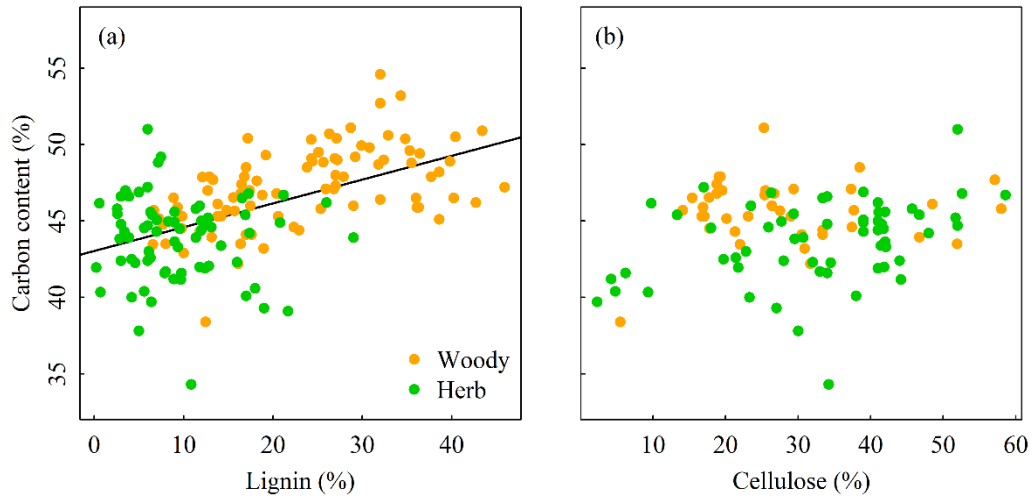 (a)
(b)
Carbon content (%)
55
50
45
40
35
Woody
Herb
0 10 20 30 40
10 20 30 40 50 60
Lignin (%)
Cellulose (%)